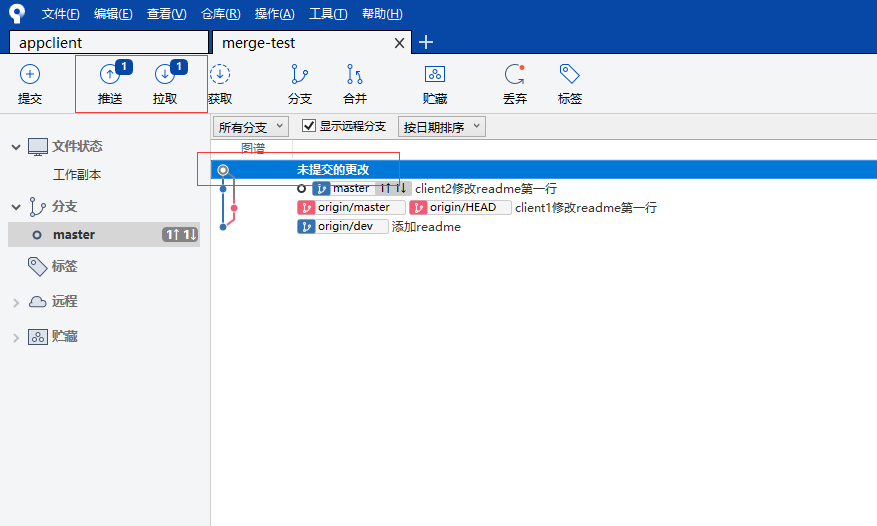 文件(F) 编辑(E) 查看(V) 仓库(R) 操作(A) 工具(T) 帮助(H)
appclient merge-test
1 1
提交 推送 拉取 获取 分支 合并 贮藏 丢弃 标签
所有分支 显示远程分支 按日期排序
图谱
文件状态
工作副本
分支
master 1↑ 1↓
标签
远程
贮藏
未提交的更改
master 1↑ 1↓ client2修改readme第一行
origin/master origin/HEAD client1修改readme第一行
origin/dev 添加readme